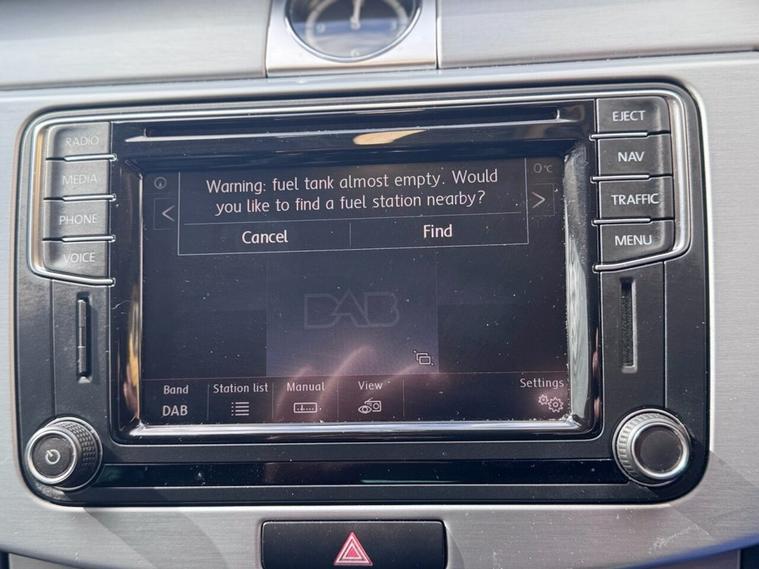 RADIO
MEDIA
PHONE
VOICE
EJECT
NAV
TRAFFIC
MENU
0°C
Warning: fuel tank almost empty. Would
you like to find a fuel station nearby?
< >
Cancel Find
DAB
Band Station list Manual View Settings
DAB